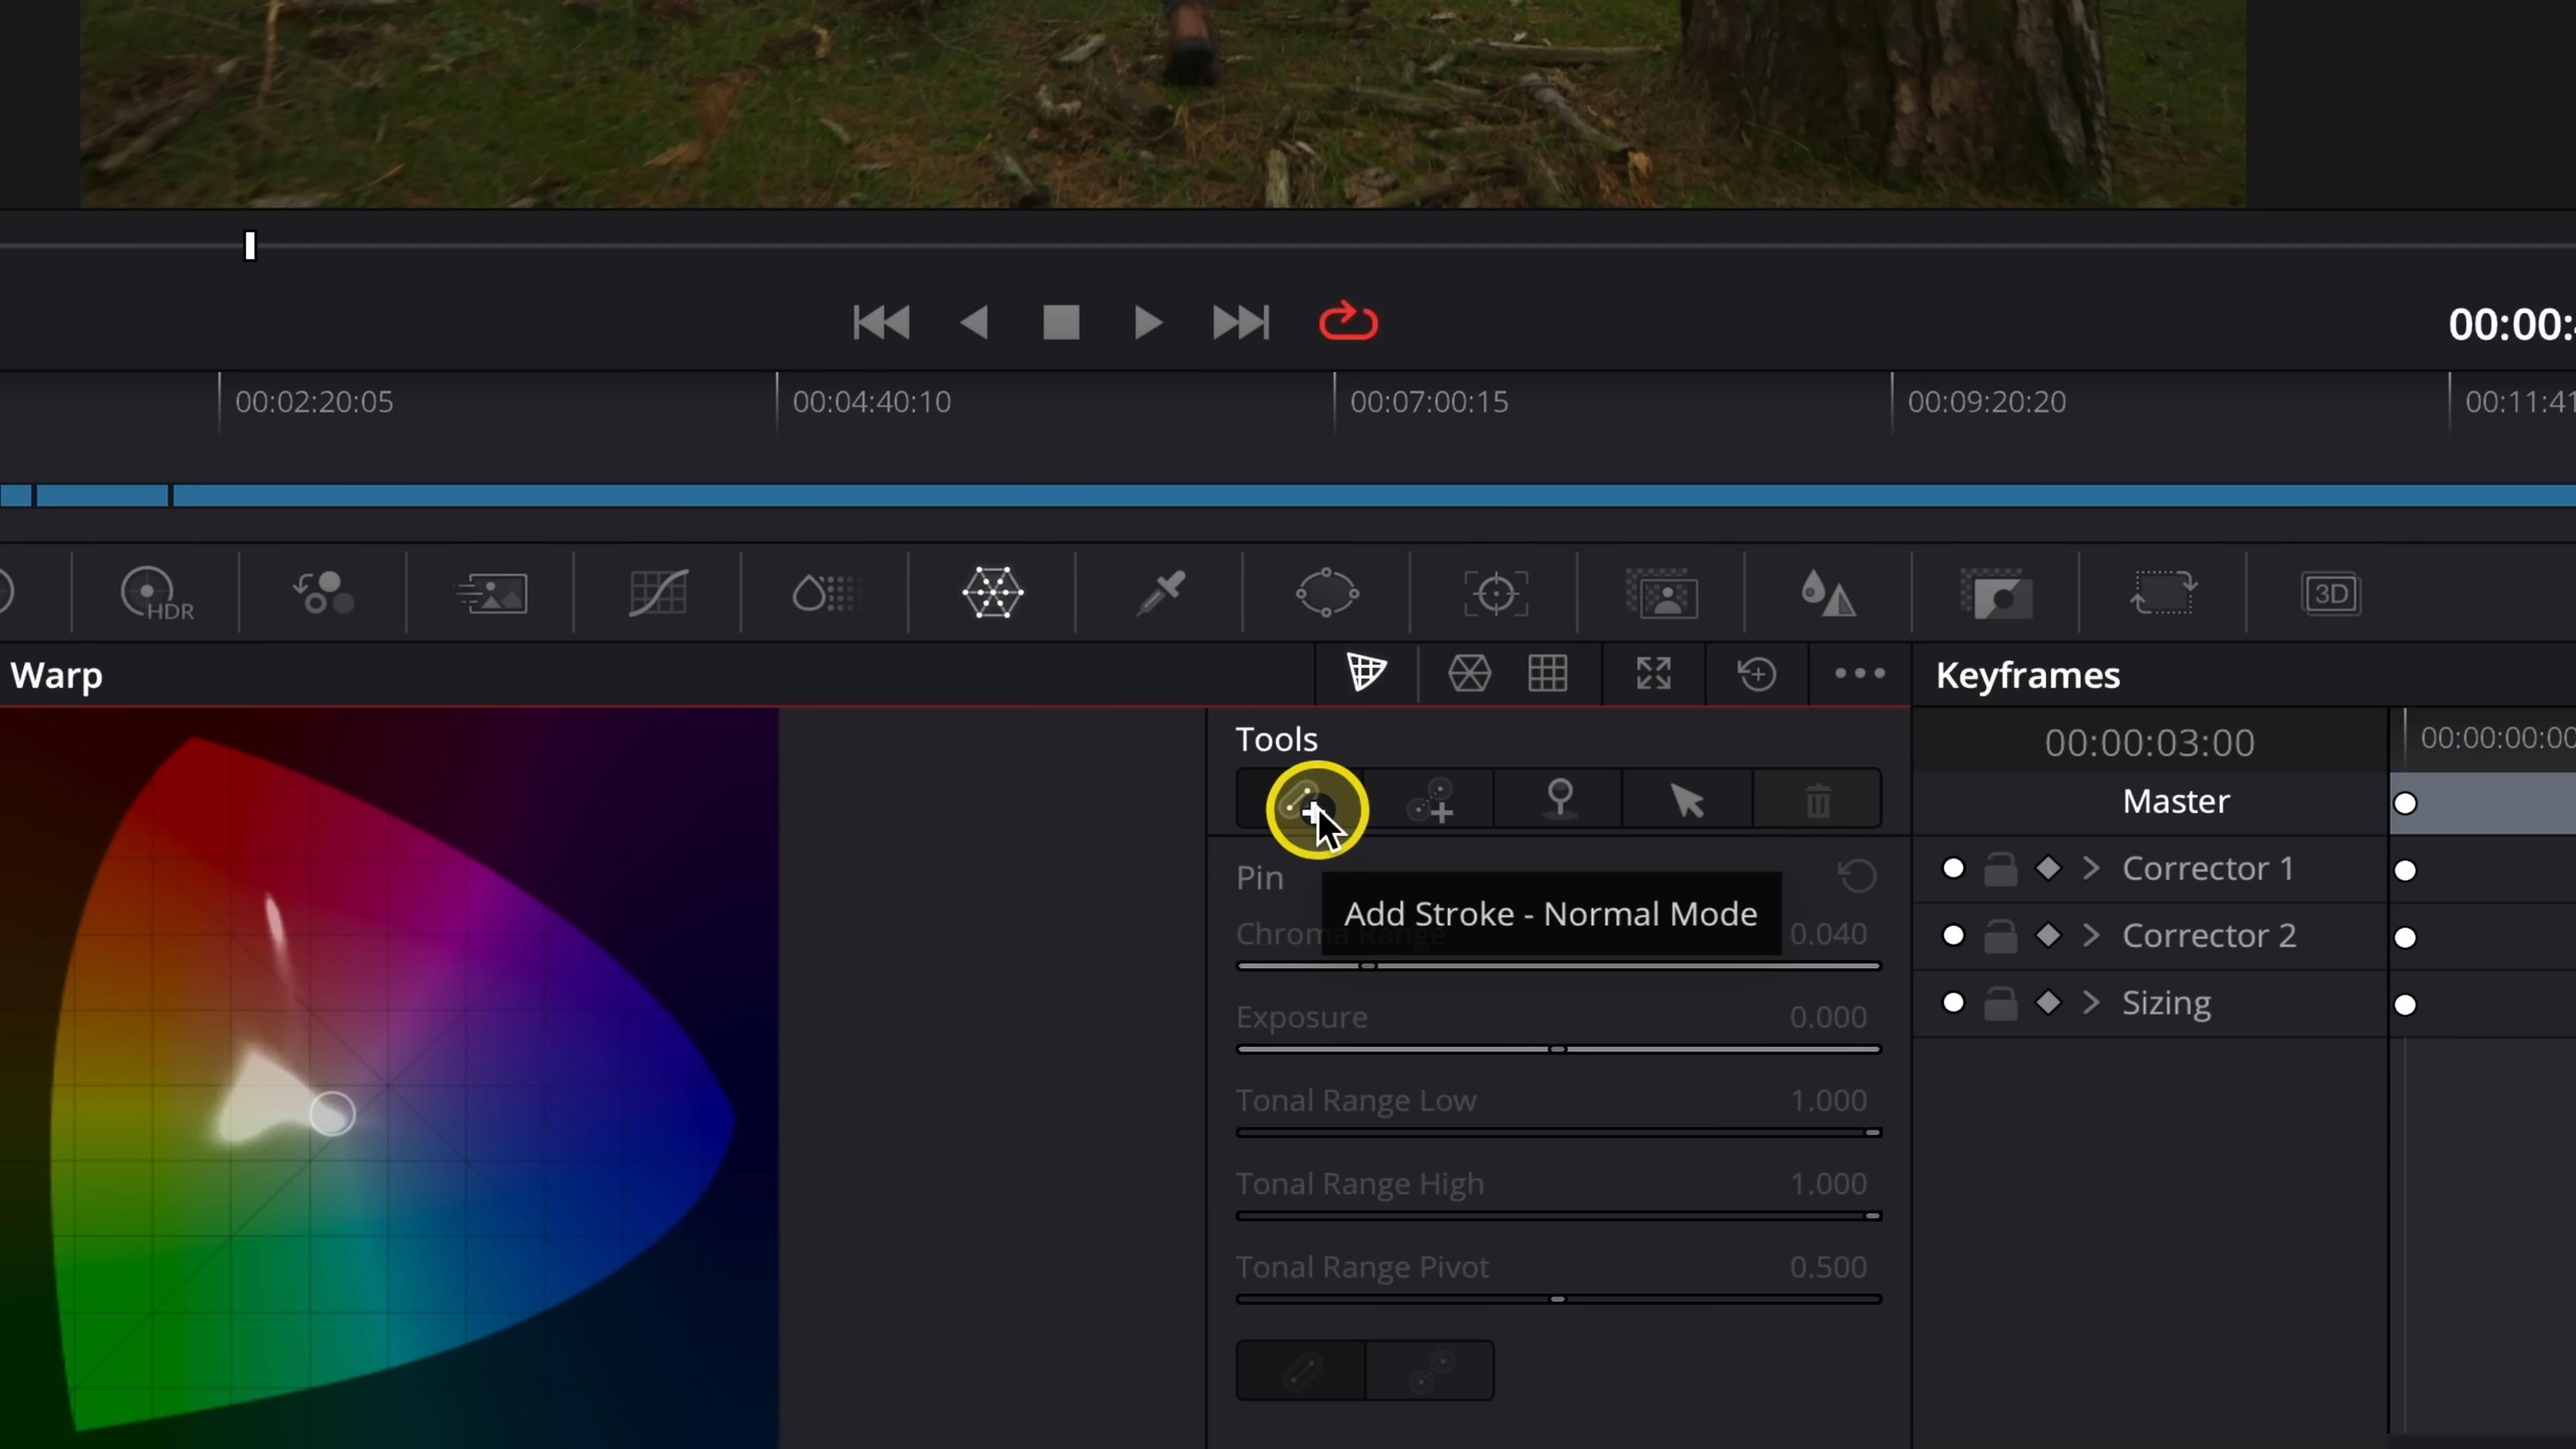 00:00:
00:02:20:05
00:04:40:10
00:07:00:15
00:09:20:20
00:11:41
HDR
3D
Warp
Keyframes
Tools
00:00:03:00
00:00:00:00
Master
Pin
Corrector 1
Add Stroke - Normal Mode
Chroma Range
0.040
Corrector 2
Exposure
0.000
Sizing
Tonal Range Low
1.000
Tonal Range High
1.000
Tonal Range Pivot
0.500